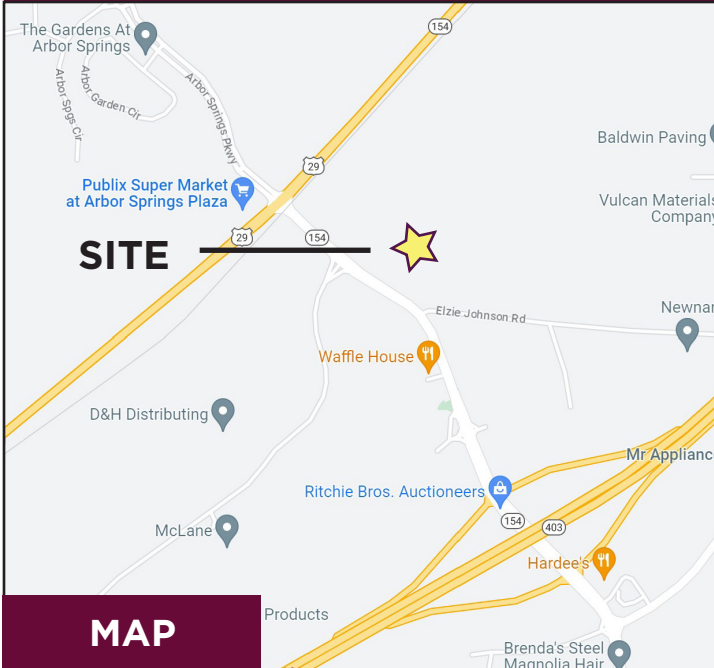 154
The Gardens At
Arbor Springs
Arbor Spgs Cir
Arbor Garden Cir
Arbor Springs Pkwy
Baldwin Paving
29
Publix Super Market
at Arbor Springs Plaza
Vulcan Materials
Company
29
154
SITE
Elzie Johnson Rd
Newnan
Waffle House
D&H Distributing
Mr Applianc
Ritchie Bros. Auctioneers
154
403
McLane
Hardee's
Products
MAP
Brenda's Steel
Magnolia Hair